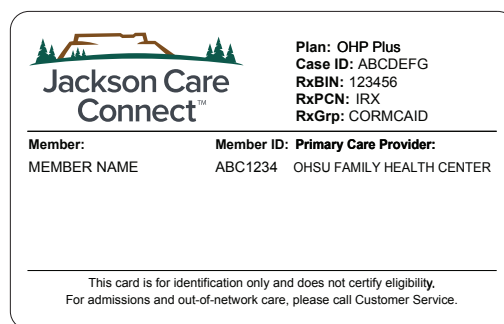 Jackson Care
Connect™
Plan: OHP Plus
Case ID: ABCDEFG
RxBIN: 123456
RxPCN: IRX
RxGrp: CORMCAID
Member: Member ID: Primary Care Provider:
MEMBER NAME ABC1234 OHSU FAMILY HEALTH CENTER
This card is for identification only and does not certify eligibility.
For admissions and out-of-network care, please call Customer Service.